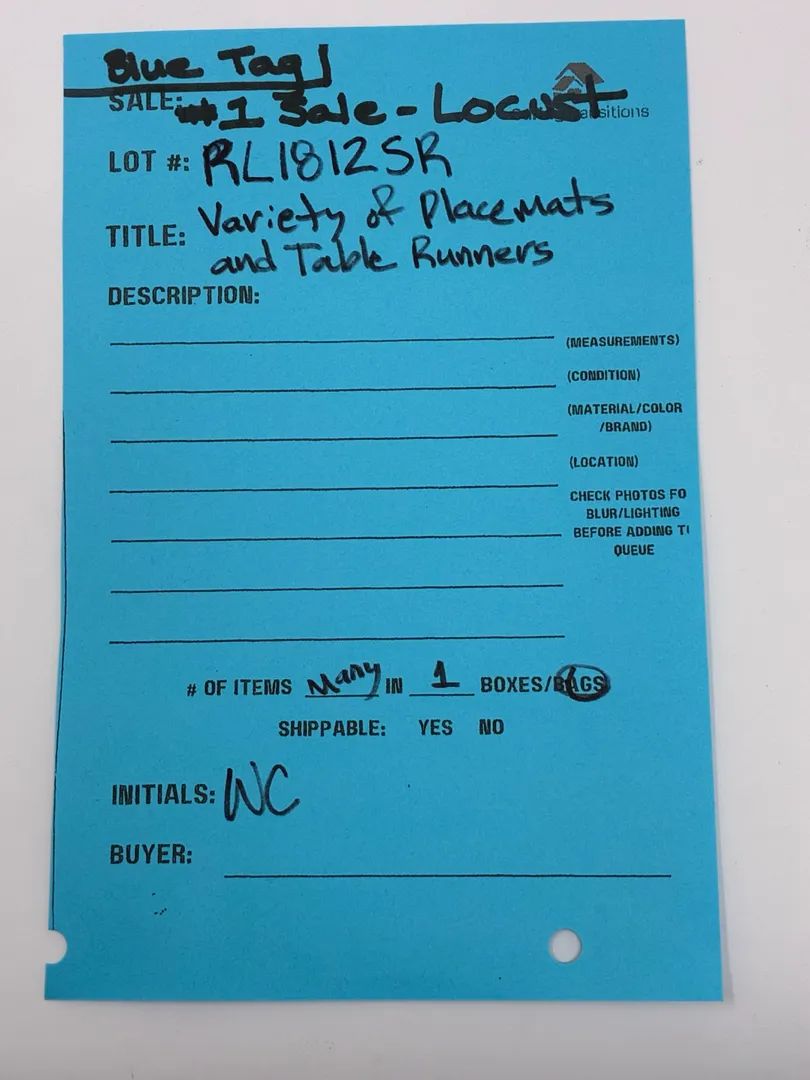 Blue Tag
SALE: #1 Sale - Locust
LOT #: RL1812SR
TITLE: Variety of Placemats
and Table Runners
DESCRIPTION:
(MEASUREMENTS)
(CONDITION)
(MATERIAL/COLOR
/BRAND)
(LOCATION)
CHECK PHOTOS FO
BLUR/LIGHTING
BEFORE ADDING T
QUEUE
# OF ITEMS Many IN 1 BOXES/BAGS
SHIPPABLE: YES NO
INITIALS: WC
BUYER: